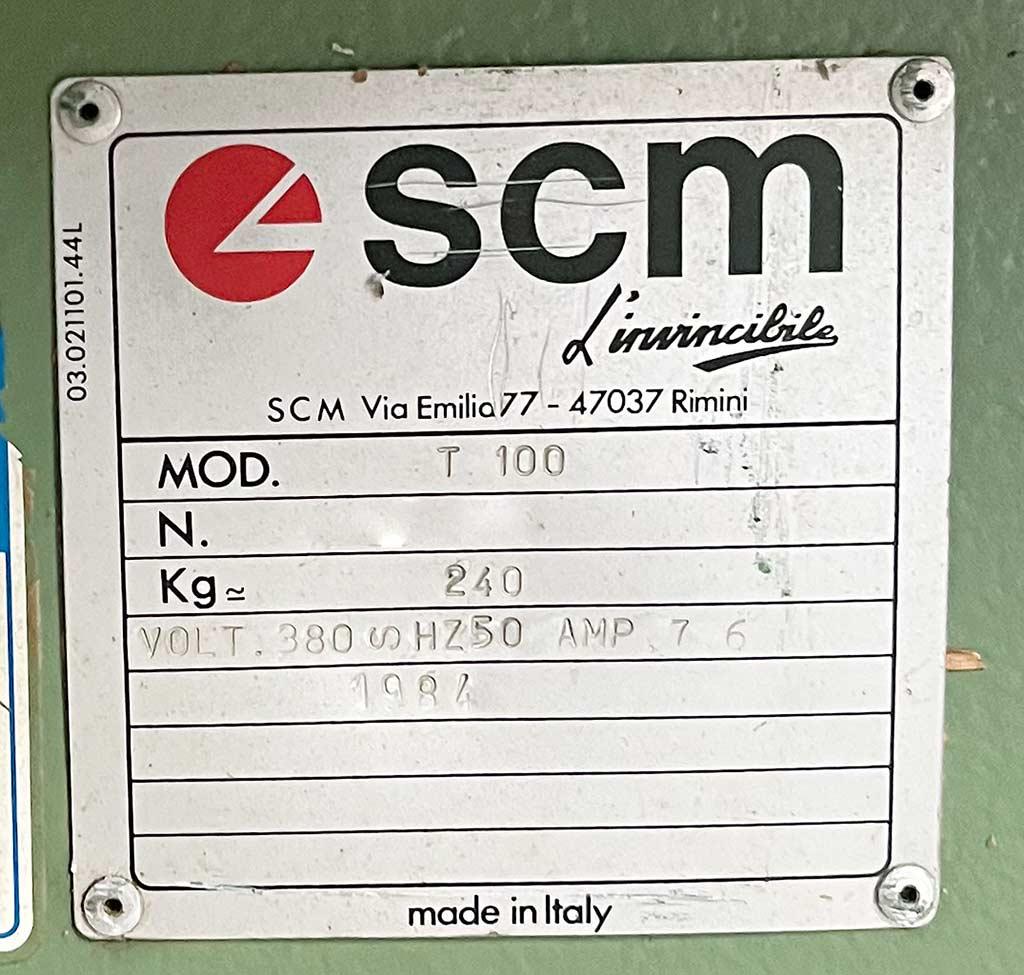 scm
L'invincibile
SCM Via Emilia 77 - 47037 Rimini
MOD. T 100
N.
Kg ≃ 240
VOLT. 380 ∽ HZ50 AMP. 7 6
1984
made in Italy
03.021101.44L